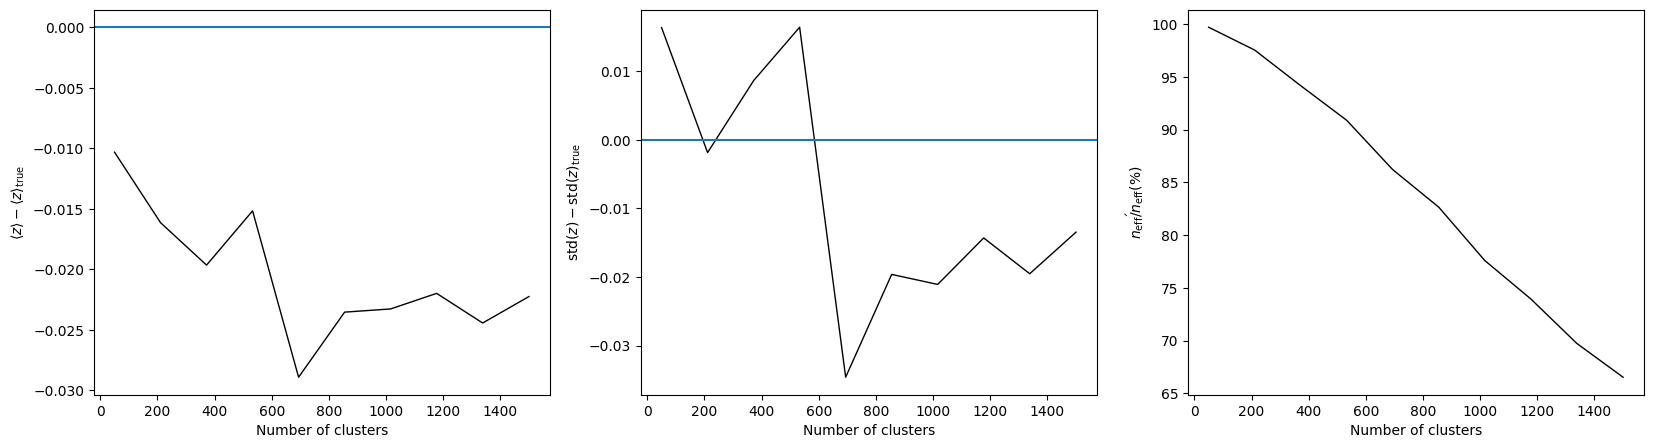 0.000
−0.005
−0.010
−0.015
−0.020
−0.025
−0.030
⟨z⟩ − ⟨z⟩true
0 200 400 600 800 1000 1200 1400
Number of clusters
0.01
0.00
−0.01
−0.02
−0.03
std(z) − std(z)true
0 200 400 600 800 1000 1200 1400
Number of clusters
100
95
90
85
80
75
70
65
n′eff/neff(%)
0 200 400 600 800 1000 1200 1400
Number of clusters